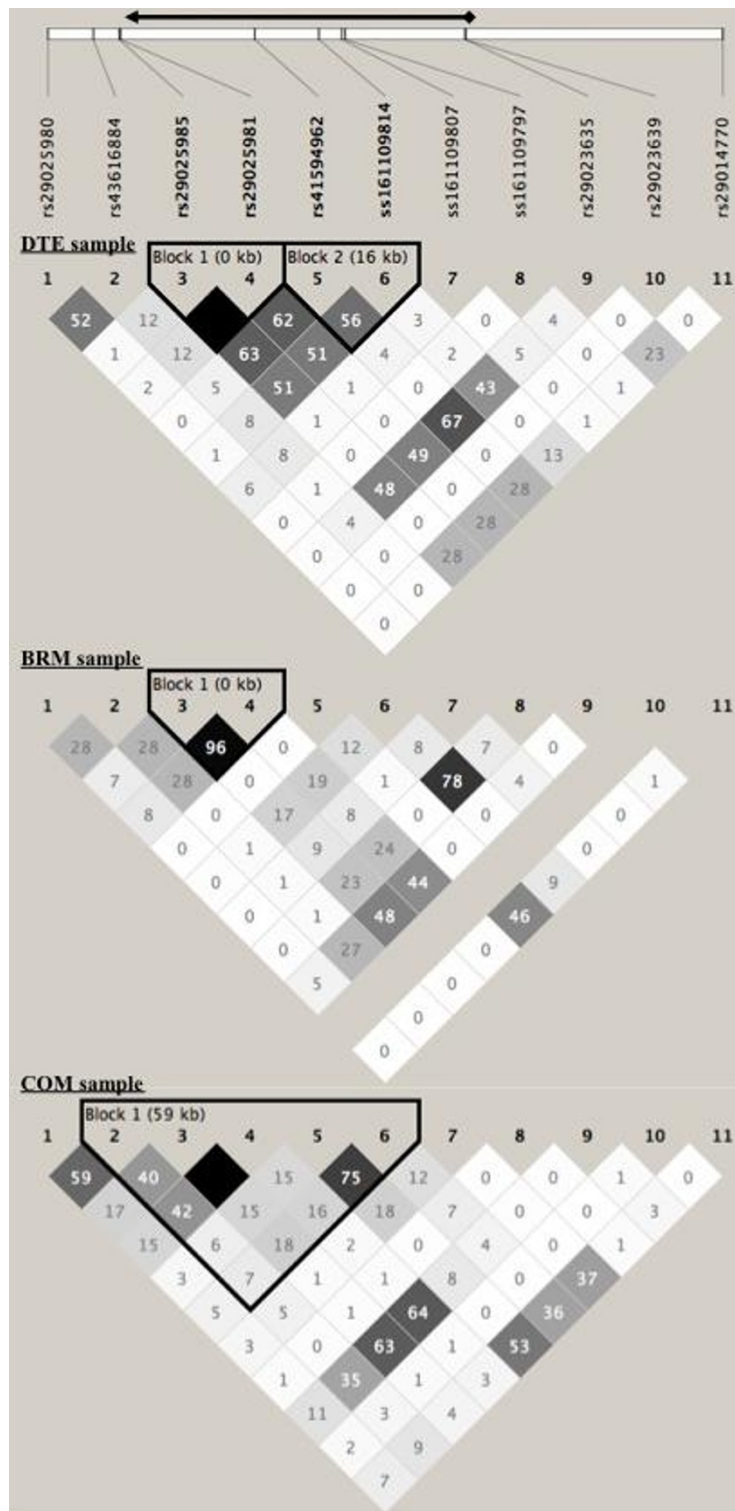 rs29025980
rs43616884
rs29025985
rs29025981
rs41594962
ss161109814
ss161109807
ss161109797
rs29023635
rs29023639
rs29014770
DTE sample
Block 1 (0 kb) Block 2 (16 kb)
1 2 3 4 5 6 7 8 9 10 11
52 12 62 56 3 0 4 0 0
1 12 63 51 4 2 5 0 23
2 5 51 1 0 43 0 1
0 8 1 0 67 0 1
1 8 0 49 0 13
6 1 48 0 28
0 4 0 28
0 0 28
0 0
0
BRM sample
Block 1 (0 kb)
1 2 3 4 5 6 7 8 9 10 11
28 28 96 0 12 8 7 0
7 28 0 19 1 78 4 1
8 0 17 8 0 0 0
0 1 9 24 0 0
0 1 23 44 9
0 1 48 46
0 27 0
5 0
0
0
COM sample
Block 1 (59 kb)
1 2 3 4 5 6 7 8 9 10 11
59 40 15 75 12 0 0 1 0
17 42 15 16 18 7 0 0 3
15 6 18 2 0 4 0 1
3 7 1 1 8 0 37
5 5 1 64 0 36
3 0 63 1 53
1 35 1 3
11 3 4
2 9
7